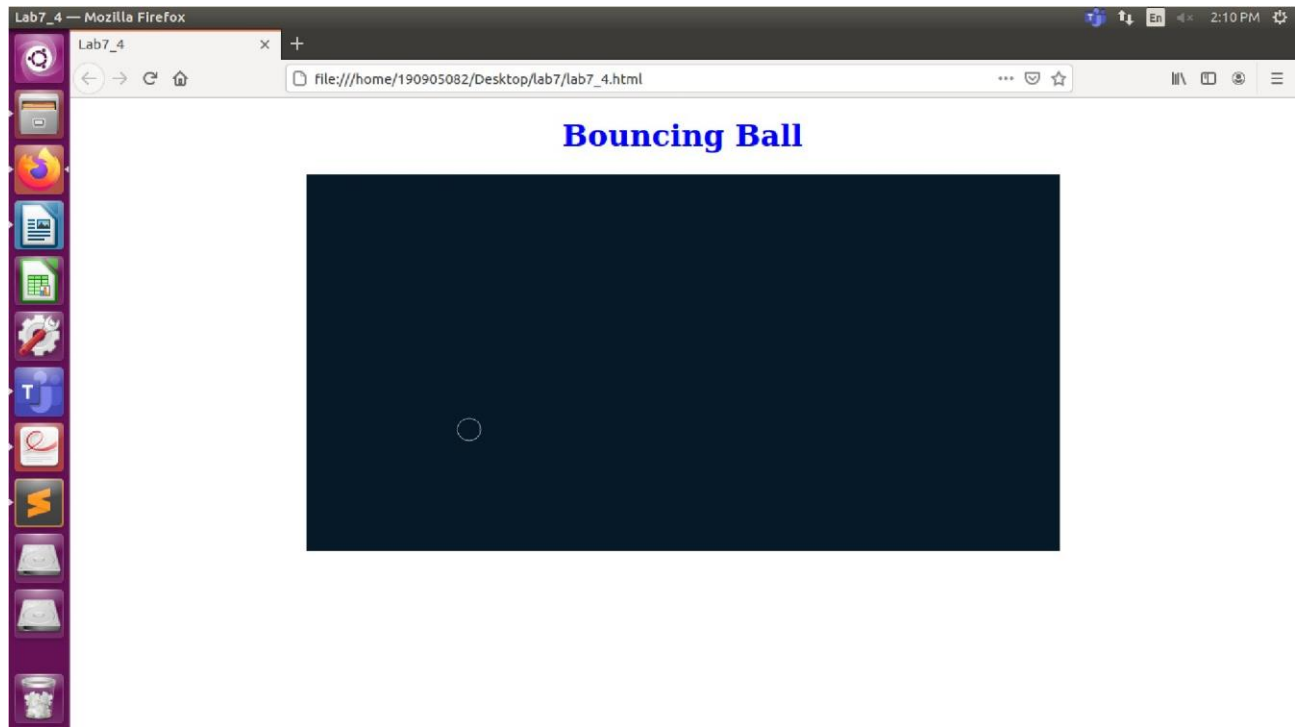 Lab7_4 — Mozilla Firefox
En
2:10 PM
Lab7_4
file:///home/190905082/Desktop/lab7/lab7_4.html
Bouncing Ball
T